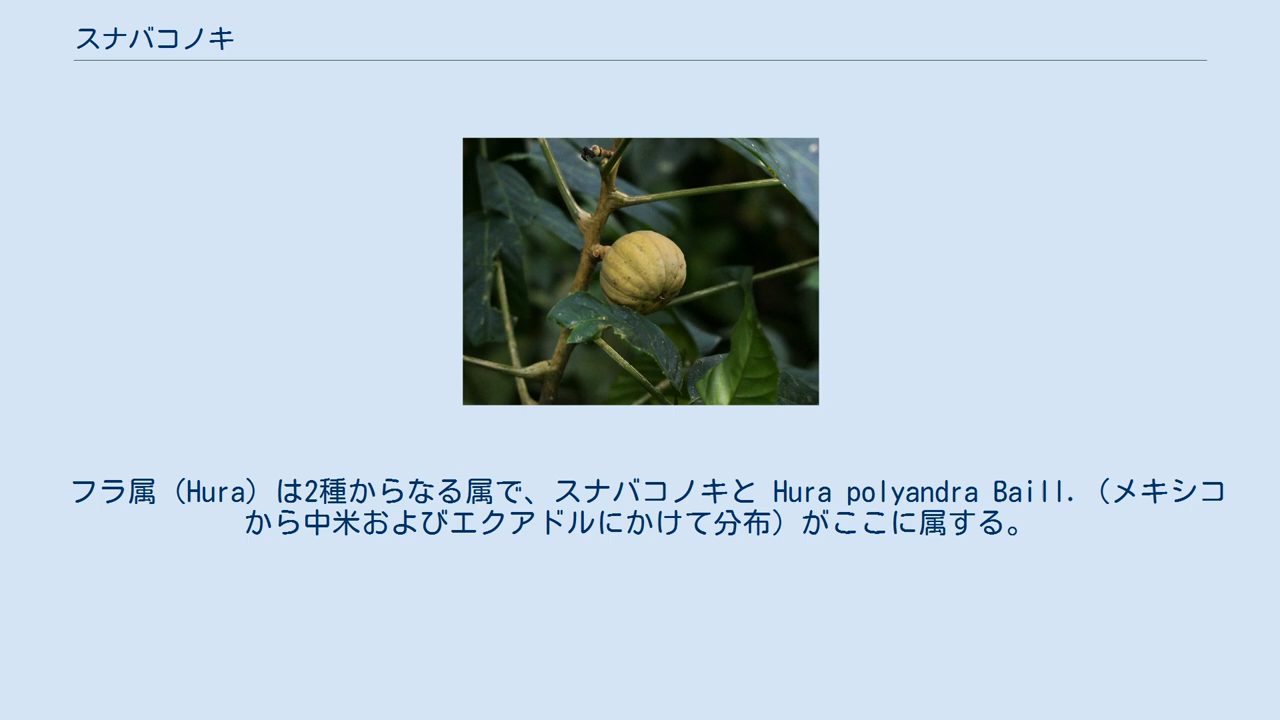 スナバコノキ
フラ属（Hura）は2種からなる属で、スナバコノキと Hura polyandra Baill.（メキシコ
から中米およびエクアドルにかけて分布）がここに属する。